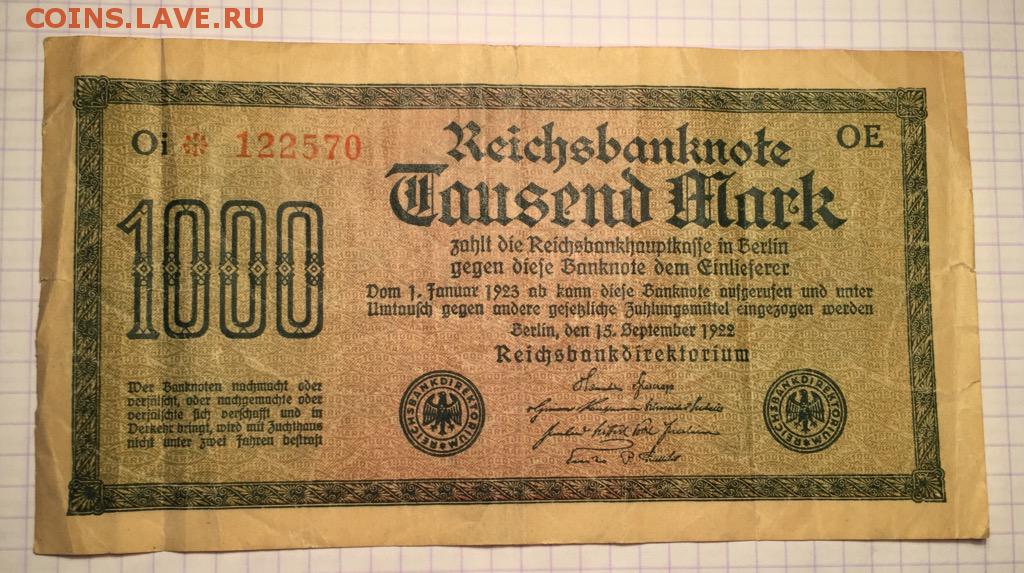 COINS.LAVE.RU
Oi * 122570
OE
Reichsbanknote
Tausend Mark
zahlt die Reichsbankhauptkasse in Berlin
gegen diese Banknote dem Einlieferer
Vom 1. Januar 1923 ab kann diese Banknote aufgerufen und unter
Umtausch gegen andere gesetzliche Zahlungsmittel eingezogen werden
Berlin, den 15. September 1922
Reichsbankdirektorium
1000
Wer Banknoten nachmacht oder
verfälscht, oder nachgemachte oder
verfälschte sich verschafft und in
Verkehr bringt, wird mit Zuchthaus
nicht unter zwei Jahren bestraft
REICHSBANKDIREKTORIUM
REICHSBANKDIREKTORIUM